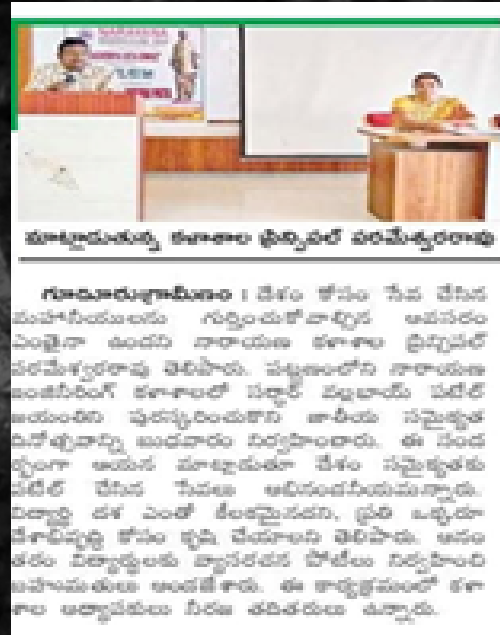 NARAYANA
మాట్లాడుతున్న కళాశాల ప్రిన్సిపల్ పరమేశ్వరరావు
గూడూరుగ్రామీణం : దేశం కోసం సేవ చేసిన
మహనీయులను గుర్తించుకోవాల్సిన అవసరం
ఎంతైనా ఉందని నారాయణ కళాశాల ప్రిన్సిపల్
పరమేశ్వరరావు తెలిపారు. పట్టణంలోని నారాయణ
ఇంజినీరింగ్ కళాశాలలో సర్దార్ వల్లభాయ్ పటేల్
జయంతిని పురస్కరించుకొని జాతీయ సమైక్యత
దినోత్సవాన్ని బుధవారం నిర్వహించారు. ఈ సంద
ర్భంగా ఆయన మాట్లాడుతూ దేశం సమైక్యతకు
పటేల్ చేసిన సేవలు అభినందనీయమన్నారు.
విద్యార్థి దశ ఎంతో కీలకమైనదని, ప్రతి ఒక్కరూ
దేశాభివృద్ధి కోసం కృషి చేయాలని తెలిపారు. అనం
తరం విద్యార్థులకు వ్యాసరచన పోటీలు నిర్వహించి
బహుమతులు అందజేశారు. ఈ కార్యక్రమంలో కళా
శాల అధ్యాపకులు నీరజ తదితరులు ఉన్నారు.